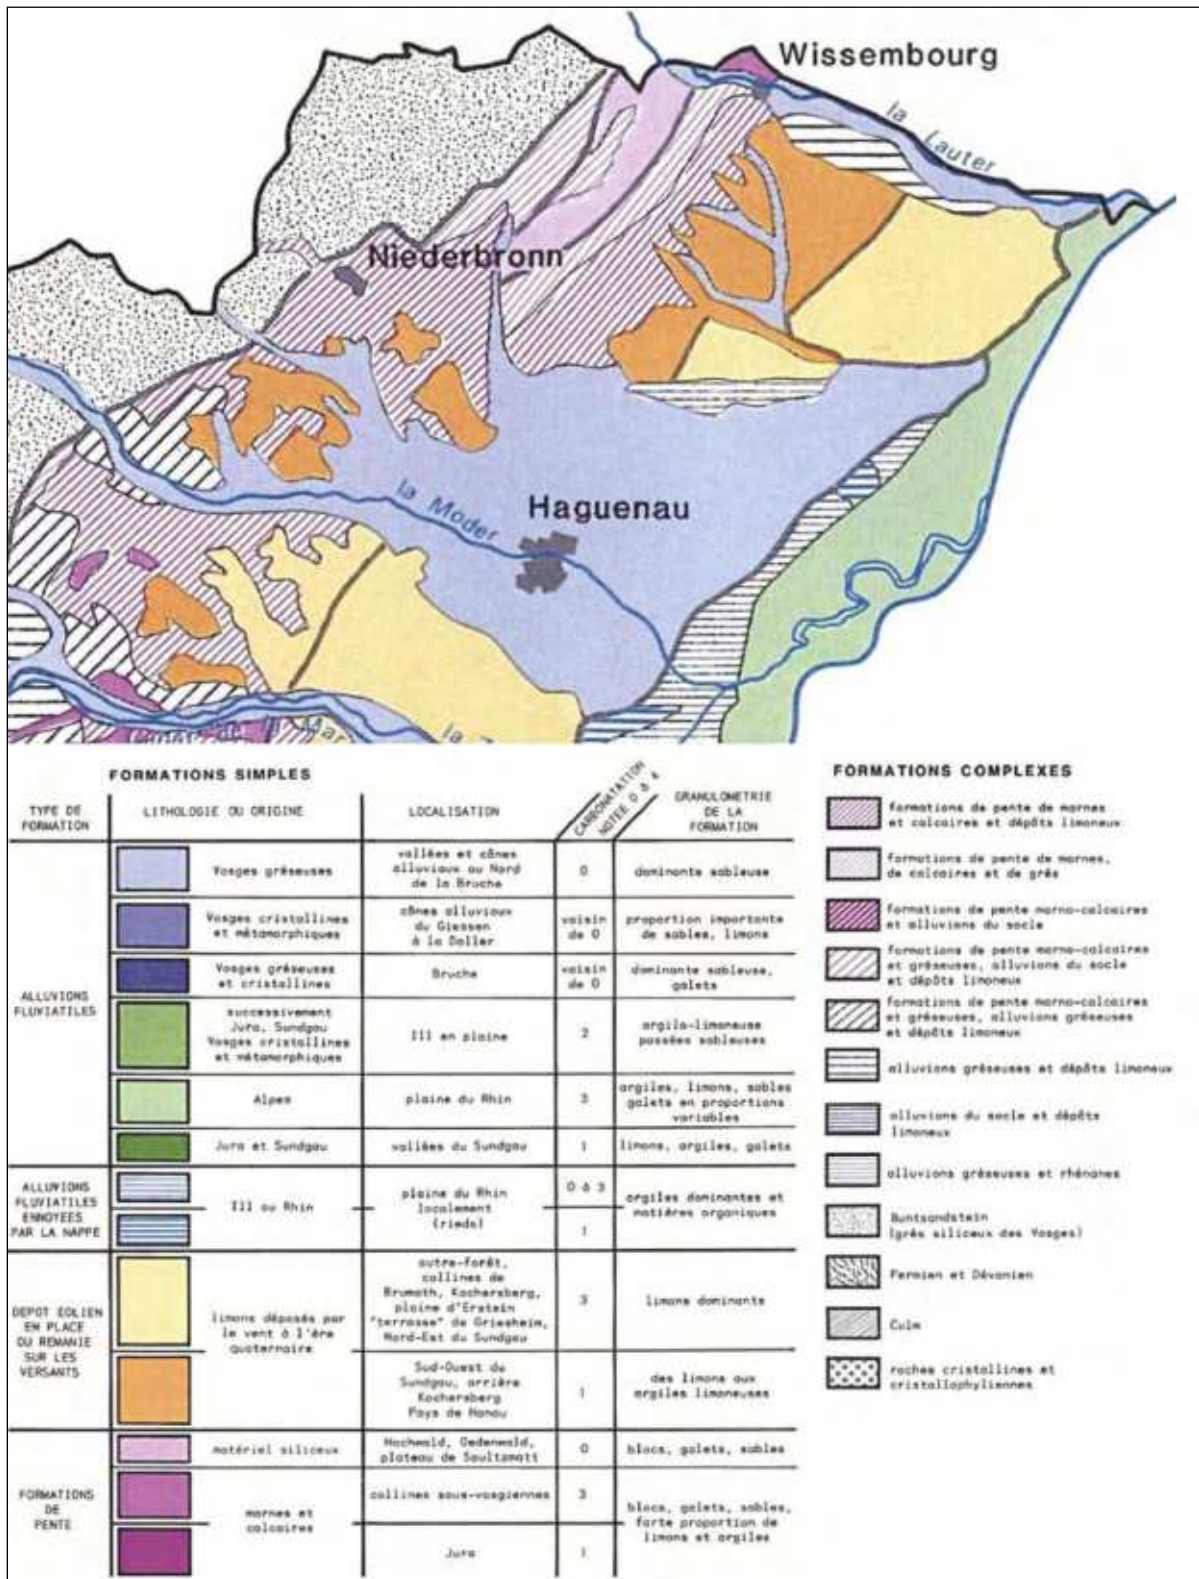 Wissembourg
la Lauter
Niederbronn
la Moder
Haguenau
la
FORMATIONS SIMPLES
TYPE DE
FORMATION
LITHOLOGIE OU ORIGINE
LOCALISATION
CARBONATATION
NOTÉE 0 à 4
GRANULOMETRIE
DE LA
FORMATION
ALLUVIONS
FLUVIATILES
Vosges gréseuses
vallées et cônes
alluviaux au Nord
de la Bruche
0
dominante sableuse
Vosges cristallines
et métamorphiques
cônes alluviaux
du Giessen
à la Doller
voisin
de 0
proportion importante
de sables, limons
Vosges gréseuses
et cristallines
Bruche
voisin
de 0
dominante sableuse,
galets
successivement
Jura, Sundgau
Vosges cristallines
et métamorphiques
Ill en plaine
2
argilo-limoneuse
passées sableuses
Alpes
plaine du Rhin
3
argiles, limons, sables
galets en proportions
variables
Jura et Sundgau
vallées du Sundgau
1
limons, argiles, galets
ALLUVIONS
FLUVIATILES
ENNOYEES
PAR LA NAPPE
Ill ou Rhin
plaine du Rhin
localement
(rieds)
0 à 3
1
argiles dominantes et
matières organiques
DEPOT EOLIEN
EN PLACE
OU REMANIE
SUR LES
VERSANTS
limons déposés par
le vent à l'ère
quaternaire
outre-forêt,
collines de
Brumath, Kochersberg,
plaine d'Erstein
"terrasse" de Griesheim,
Nord-Est du Sundgau
3
limons dominants
Sud-Ouest du
Sundgau, arrière
Kochersberg
Pays de Hanau
1
des limons aux
argiles limoneuses
FORMATIONS
DE
PENTE
matériel siliceux
Hochwald, Oedenwald,
plateau de Soultzmatt
0
blocs, galets, sables
marnes et
calcaires
collines sous-vosgiennes
3
Jura
1
blocs, galets, sables,
forte proportion de
limons et argiles
FORMATIONS COMPLEXES
formations de pente de marnes
et calcaires et dépôts limoneux
formations de pente de marnes,
de calcaires et de grès
formations de pente marno-calcaires
et alluvions du socle
formations de pente marno-calcaires
et gréseuses, alluvions du socle
et dépôts limoneux
formations de pente marno-calcaires
et gréseuses, alluvions gréseuses
et dépôts limoneux
alluvions gréseuses et dépôts limoneux
alluvions du socle et dépôts
limoneux
alluvions gréseuses et rhénanes
Buntsandstein
(grès siliceux des Vosges)
Permien et Dévonien
Culm
roches cristallines et
cristallophyliennes